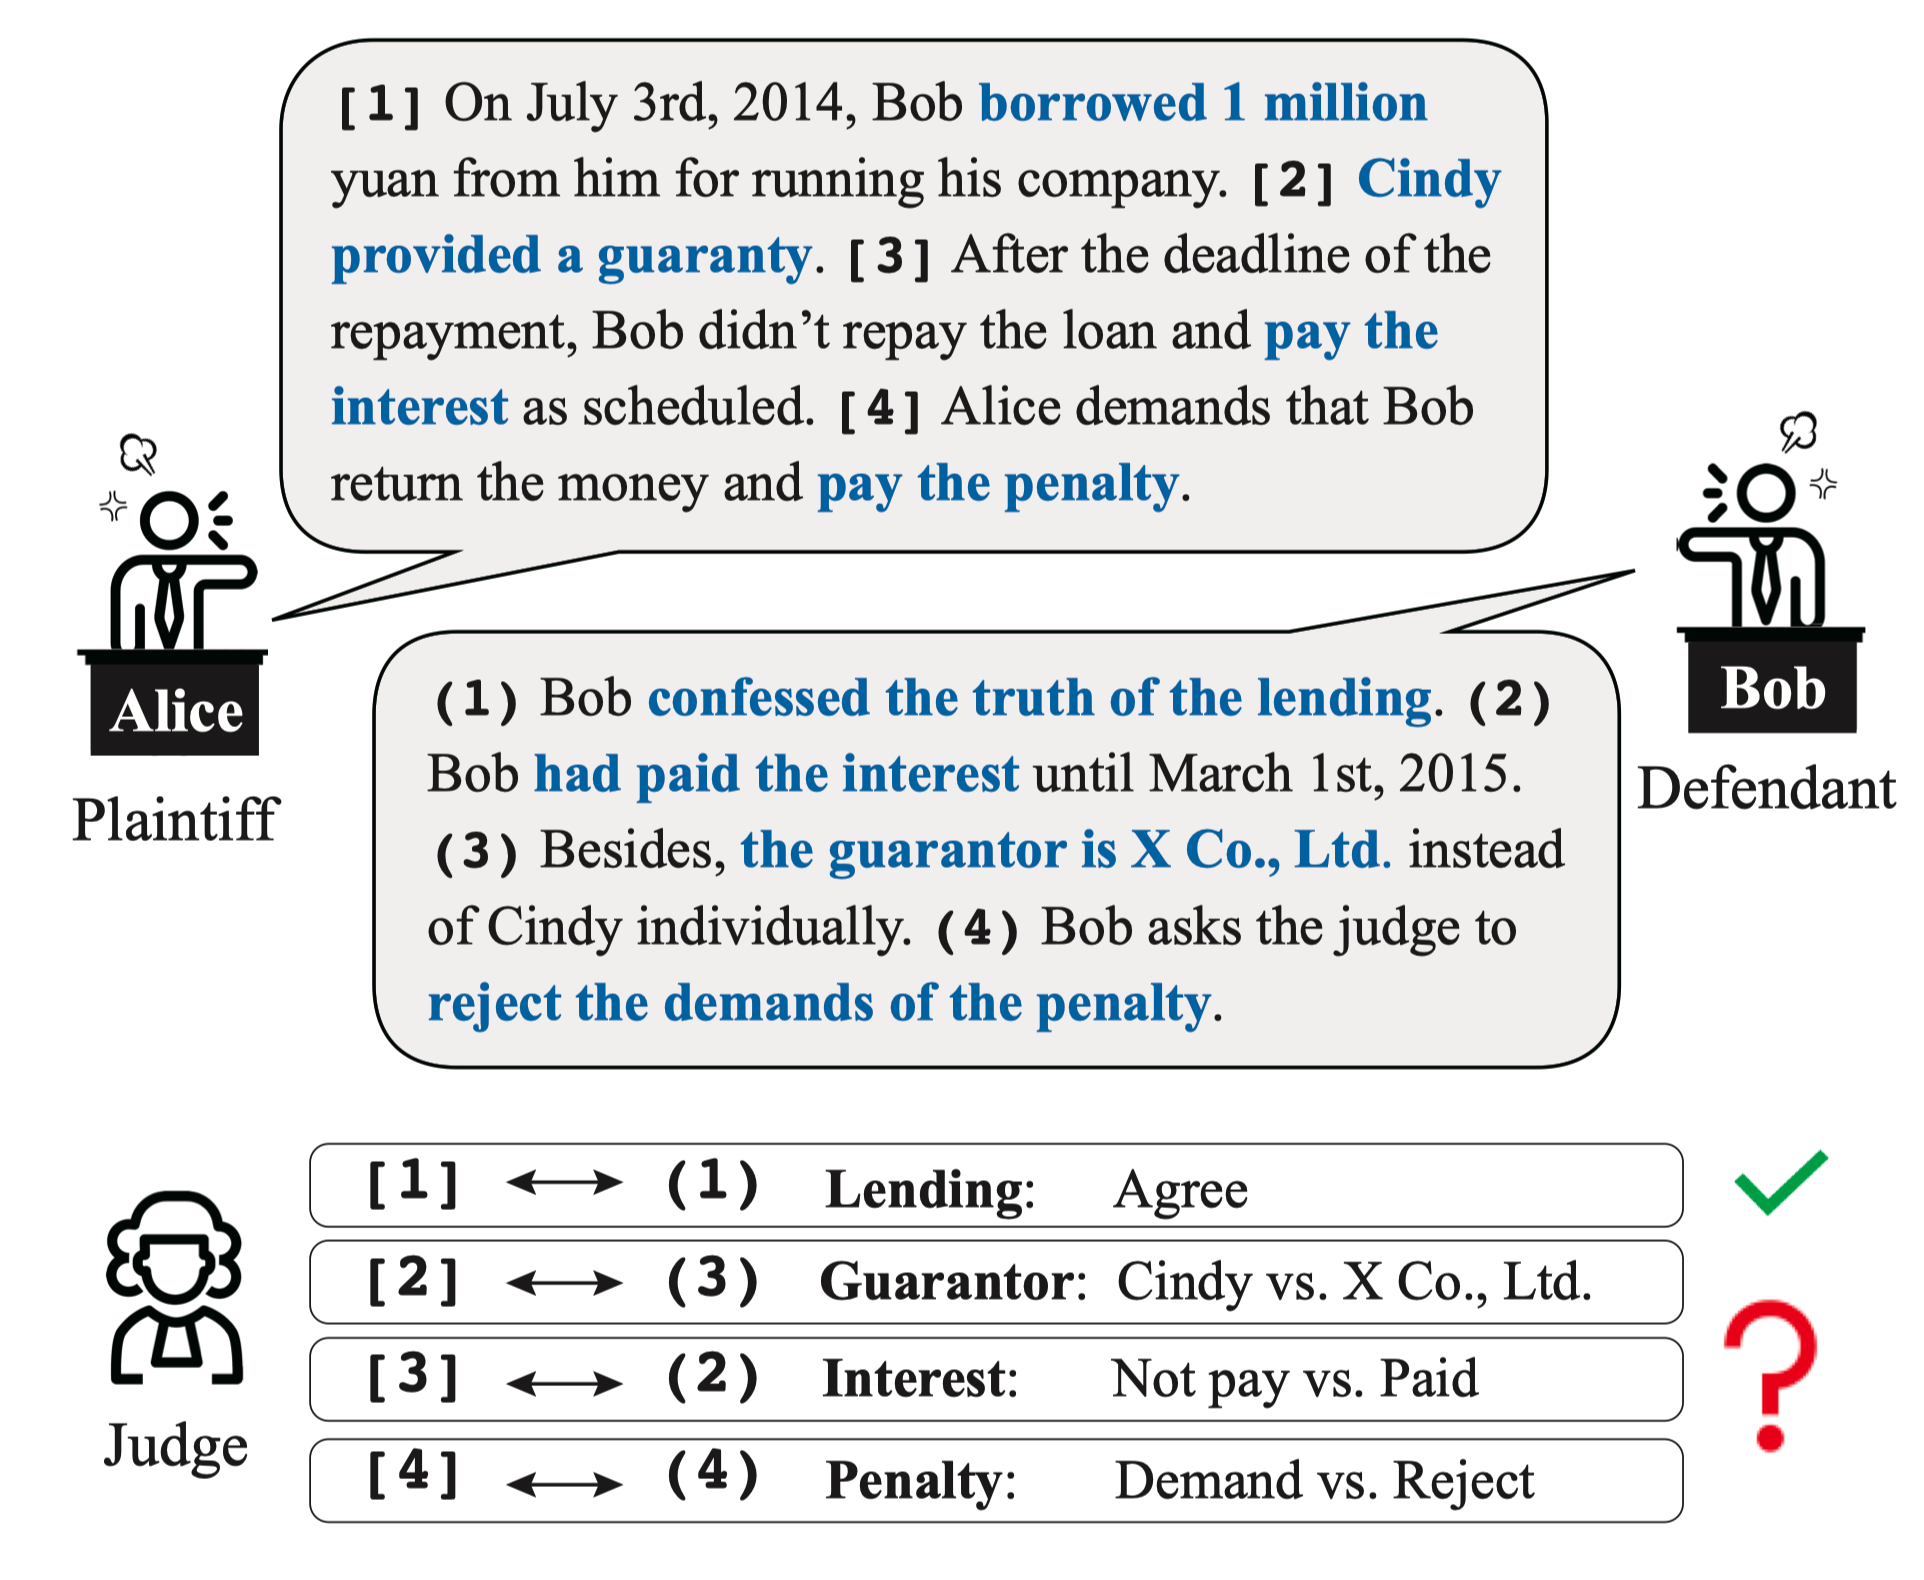 [1] On July 3rd, 2014, Bob borrowed 1 million
yuan from him for running his company. [2] Cindy
provided a guaranty. [3] After the deadline of the
repayment, Bob didn’t repay the loan and pay the
interest as scheduled. [4] Alice demands that Bob
return the money and pay the penalty.
Alice
Plaintiff
Bob
Defendant
(1) Bob confessed the truth of the lending. (2)
Bob had paid the interest until March 1st, 2015.
(3) Besides, the guarantor is X Co., Ltd. instead
of Cindy individually. (4) Bob asks the judge to
reject the demands of the penalty.
[1] (1) Lending: Agree
[2] (3) Guarantor: Cindy vs. X Co., Ltd.
[3] (2) Interest: Not pay vs. Paid
[4] (4) Penalty: Demand vs. Reject
?
Judge